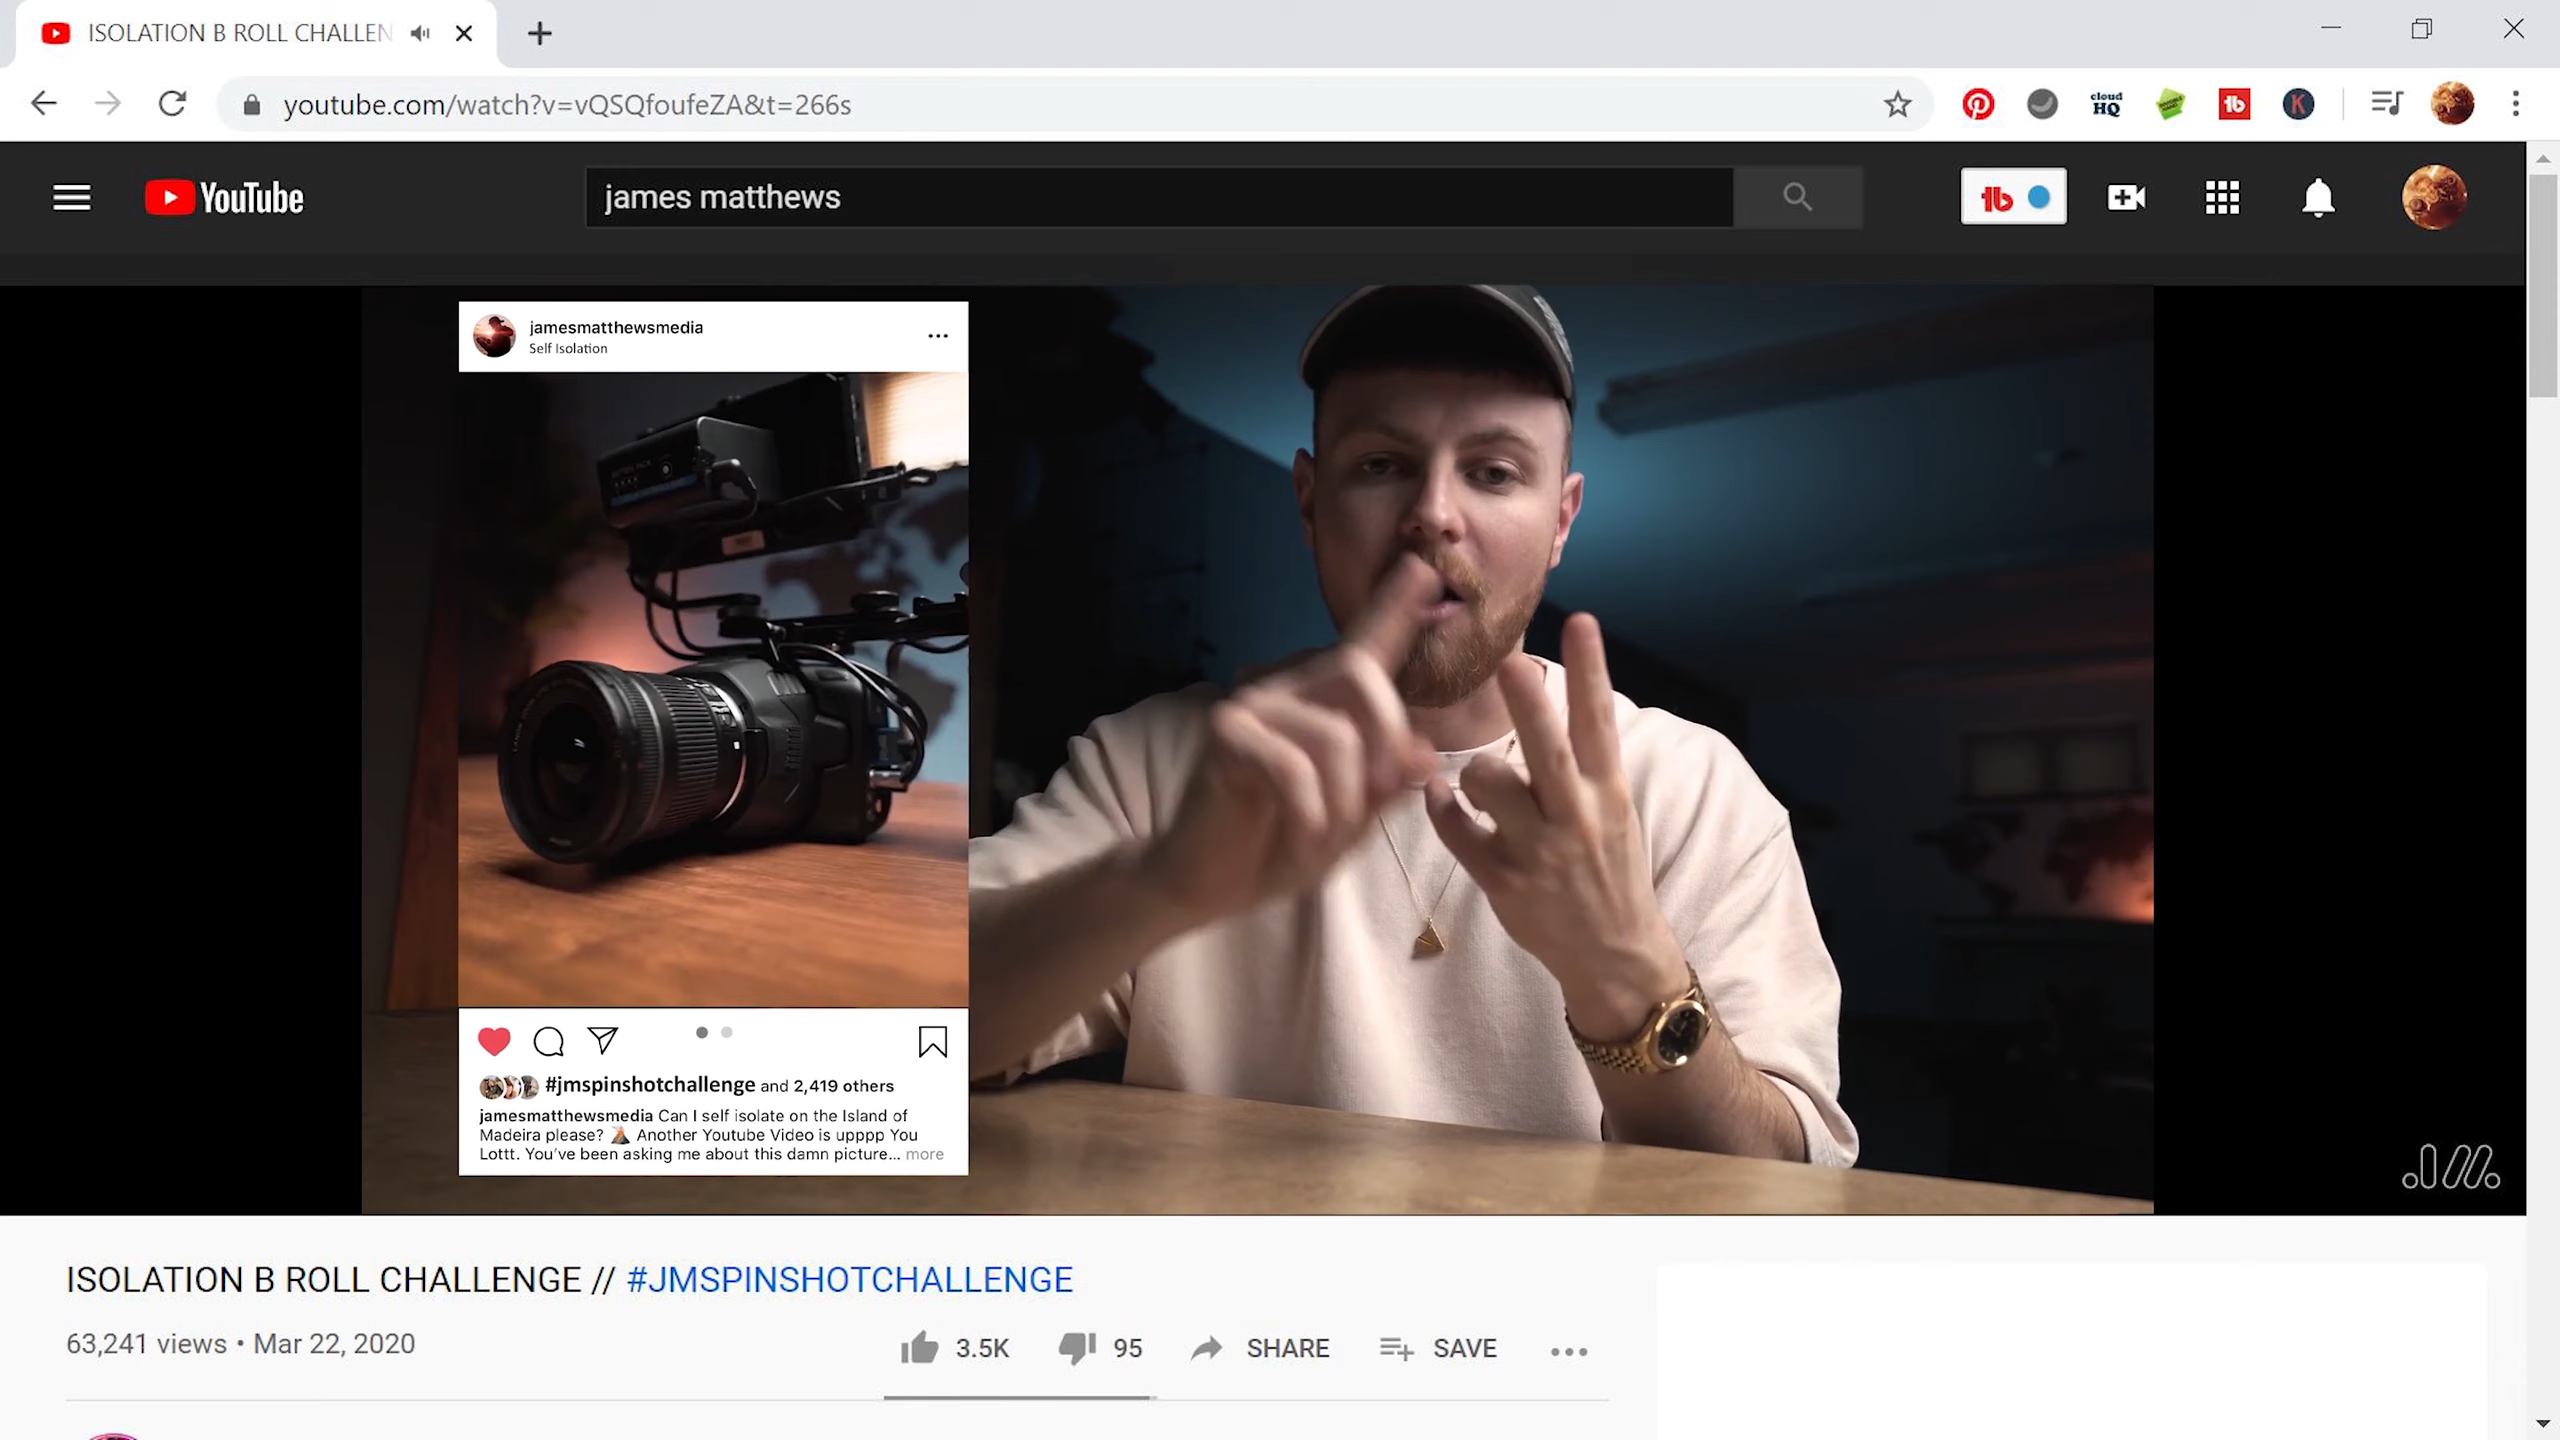 ISOLATION B ROLL CHALLEN
youtube.com/watch?v=vQSQfoufeZA&t=266s
cloud
HQ
tb
K
YouTube
james matthews
tb
jamesmatthewsmedia
Self Isolation
#jmspinshotchallenge and 2,419 others
jamesmatthewsmedia Can I self isolate on the Island of
Madeira please? 🌋 Another Youtube Video is upppp You
Lottt. You've been asking me about this damn picture... more
ISOLATION B ROLL CHALLENGE // #JMSPINSHOTCHALLENGE
63,241 views • Mar 22, 2020
3.5K
95
SHARE
SAVE